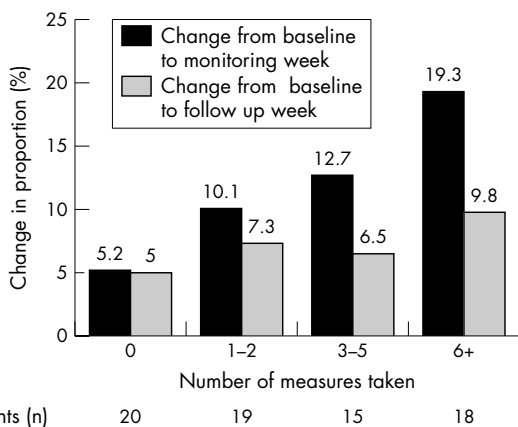 25
Change from baseline
to monitoring week
Change from baseline
to follow up week
20
19.3
15
12.7
10.1
9.8
10
7.3
6.5
5.2
5
5
0
Change in proportion (%)
0 1–2 3–5 6+
Number of measures taken
(n) 20 19 15 18